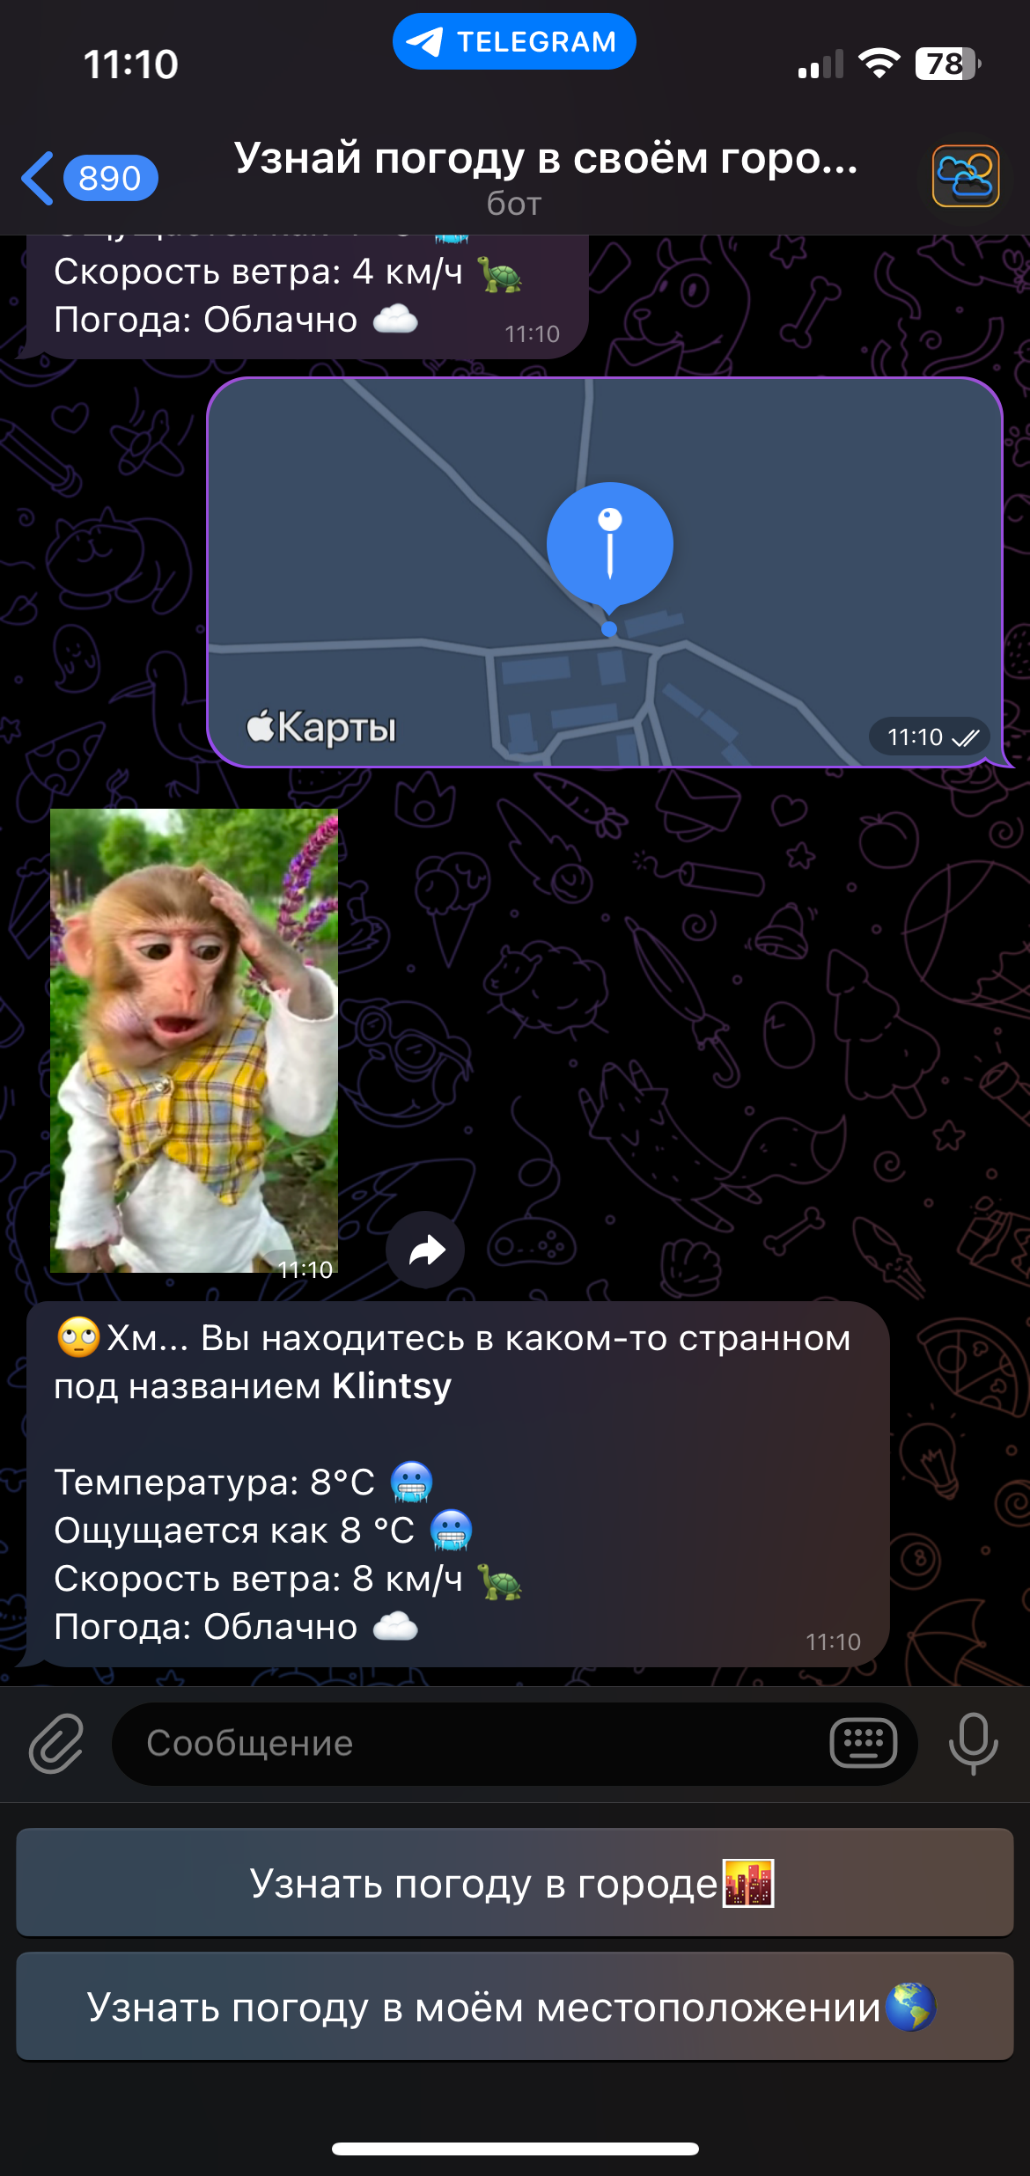 11:10
TELEGRAM
78
890
Узнай погоду в своём горо...
бот
Скорость ветра: 4 км/ч 🐢
Погода: Облачно ☁️
11:10
Карты
11:10
11:10
🙄Хм... Вы находитесь в каком-то странном
под названием Klintsy
Температура: 8°C 🥶
Ощущается как 8 °C 🥶
Скорость ветра: 8 км/ч 🐢
Погода: Облачно ☁️
11:10
Сообщение
Узнать погоду в городе🌇
Узнать погоду в моём местоположении🌎